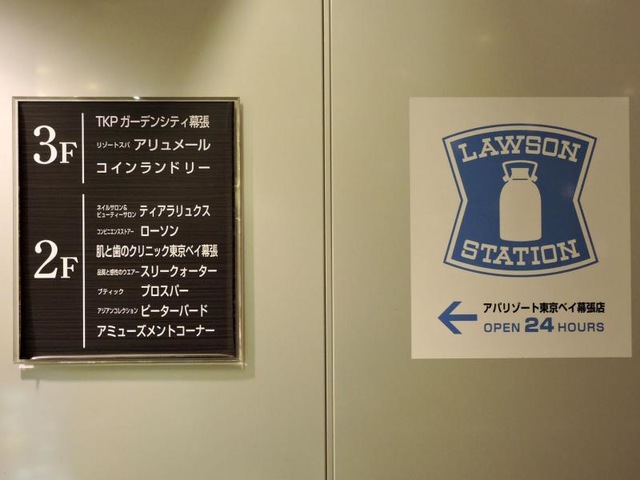 3F
TKP ガーデンシティ幕張
リゾートスパ アリュメール
コインランドリー
2F
ネイルサロン&
ビューティーサロン ティアラリュクス
コンビニエンスストアー ローソン
肌と歯のクリニック東京ベイ幕張
品質と感性のウエアー スリークォーター
ブティック プロスパー
アリアンコレクション ピーターバード
アミューズメントコーナー
LAWSON
STATION
アパリゾート東京ベイ幕張店
OPEN 24 HOURS